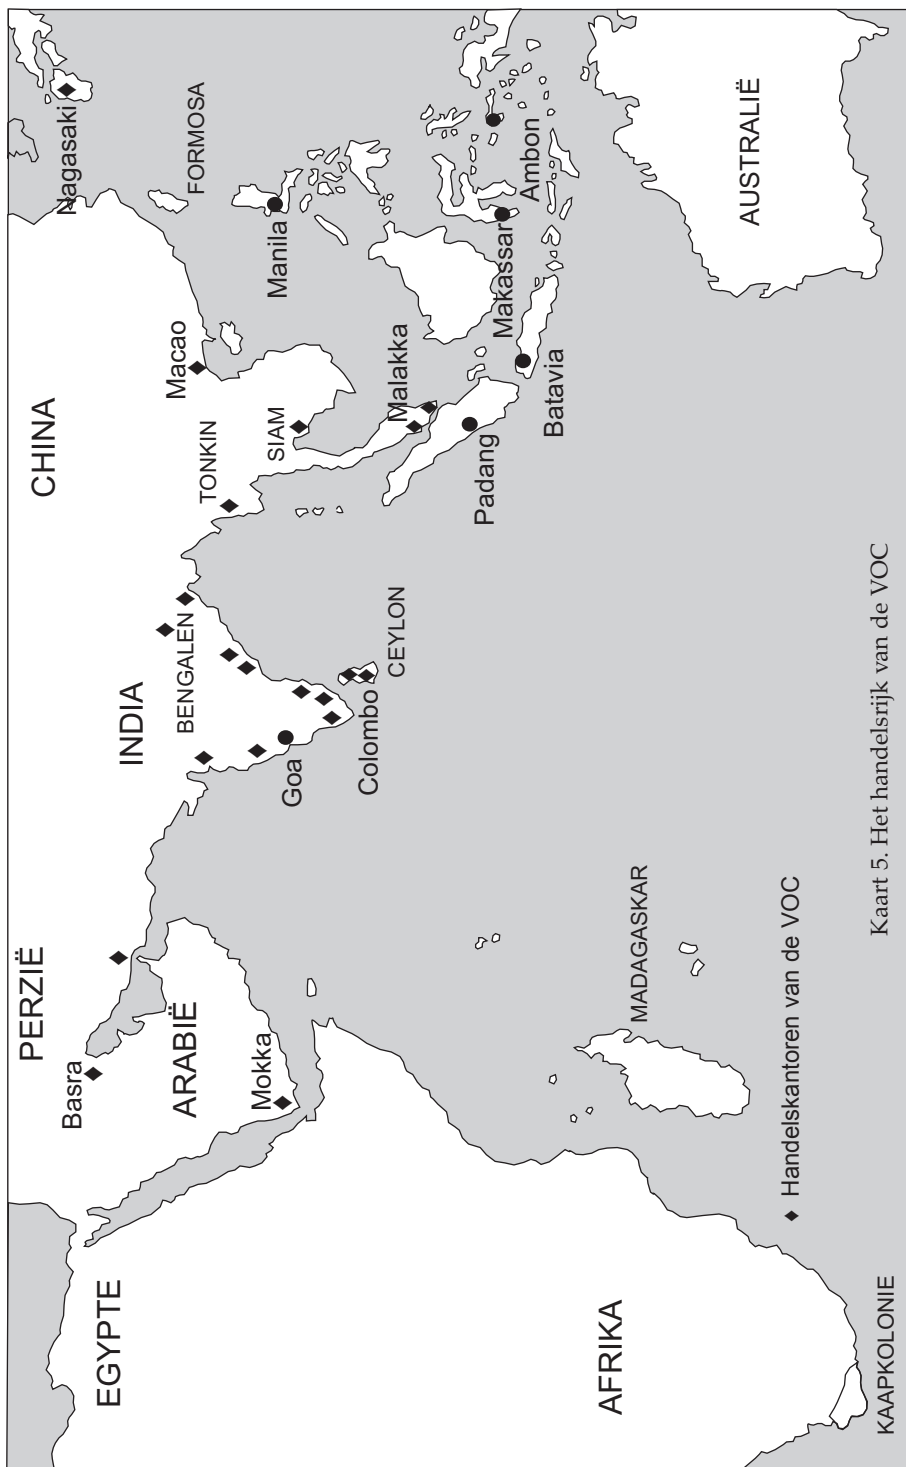 EGYPTE
PERZIË
INDIA
CHINA
Nagasaki
Basra
ARABIË
BENGALEN
TONKIN
Macao
FORMOSA
Mokka
Goa
SIAM
Manila
Colombo
CEYLON
Malakka
Padang
Makassar
Ambon
Batavia
AFRIKA
MADAGASKAR
AUSTRALIË
Handelskantoren van de VOC
KAAPKOLONIE
Kaart 5. Het handelsrijk van de VOC